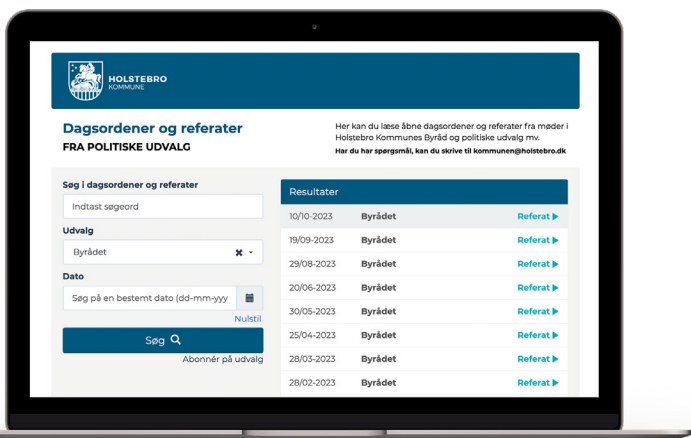 HOLSTEBRO
KOMMUNE
Dagsordener og referater
FRA POLITISKE UDVALG
Her kan du læse åbne dagsordener og referater fra møder i
Holstebro Kommunes Byråd og politiske udvalg mv.
Har du har spørgsmål, kan du skrive til kommunen@holstebro.dk
Søg i dagsordener og referater
Indtast søgeord
Udvalg
Byrådet
Dato
Søg på en bestemt dato (dd-mm-yyy
Nulstil
Søg
Abonnér på udvalg
Resultater
10/10-2023 Byrådet Referat
19/09-2023 Byrådet Referat
29/08-2023 Byrådet Referat
20/06-2023 Byrådet Referat
30/05-2023 Byrådet Referat
25/04-2023 Byrådet Referat
28/03-2023 Byrådet Referat
28/02-2023 Byrådet Referat